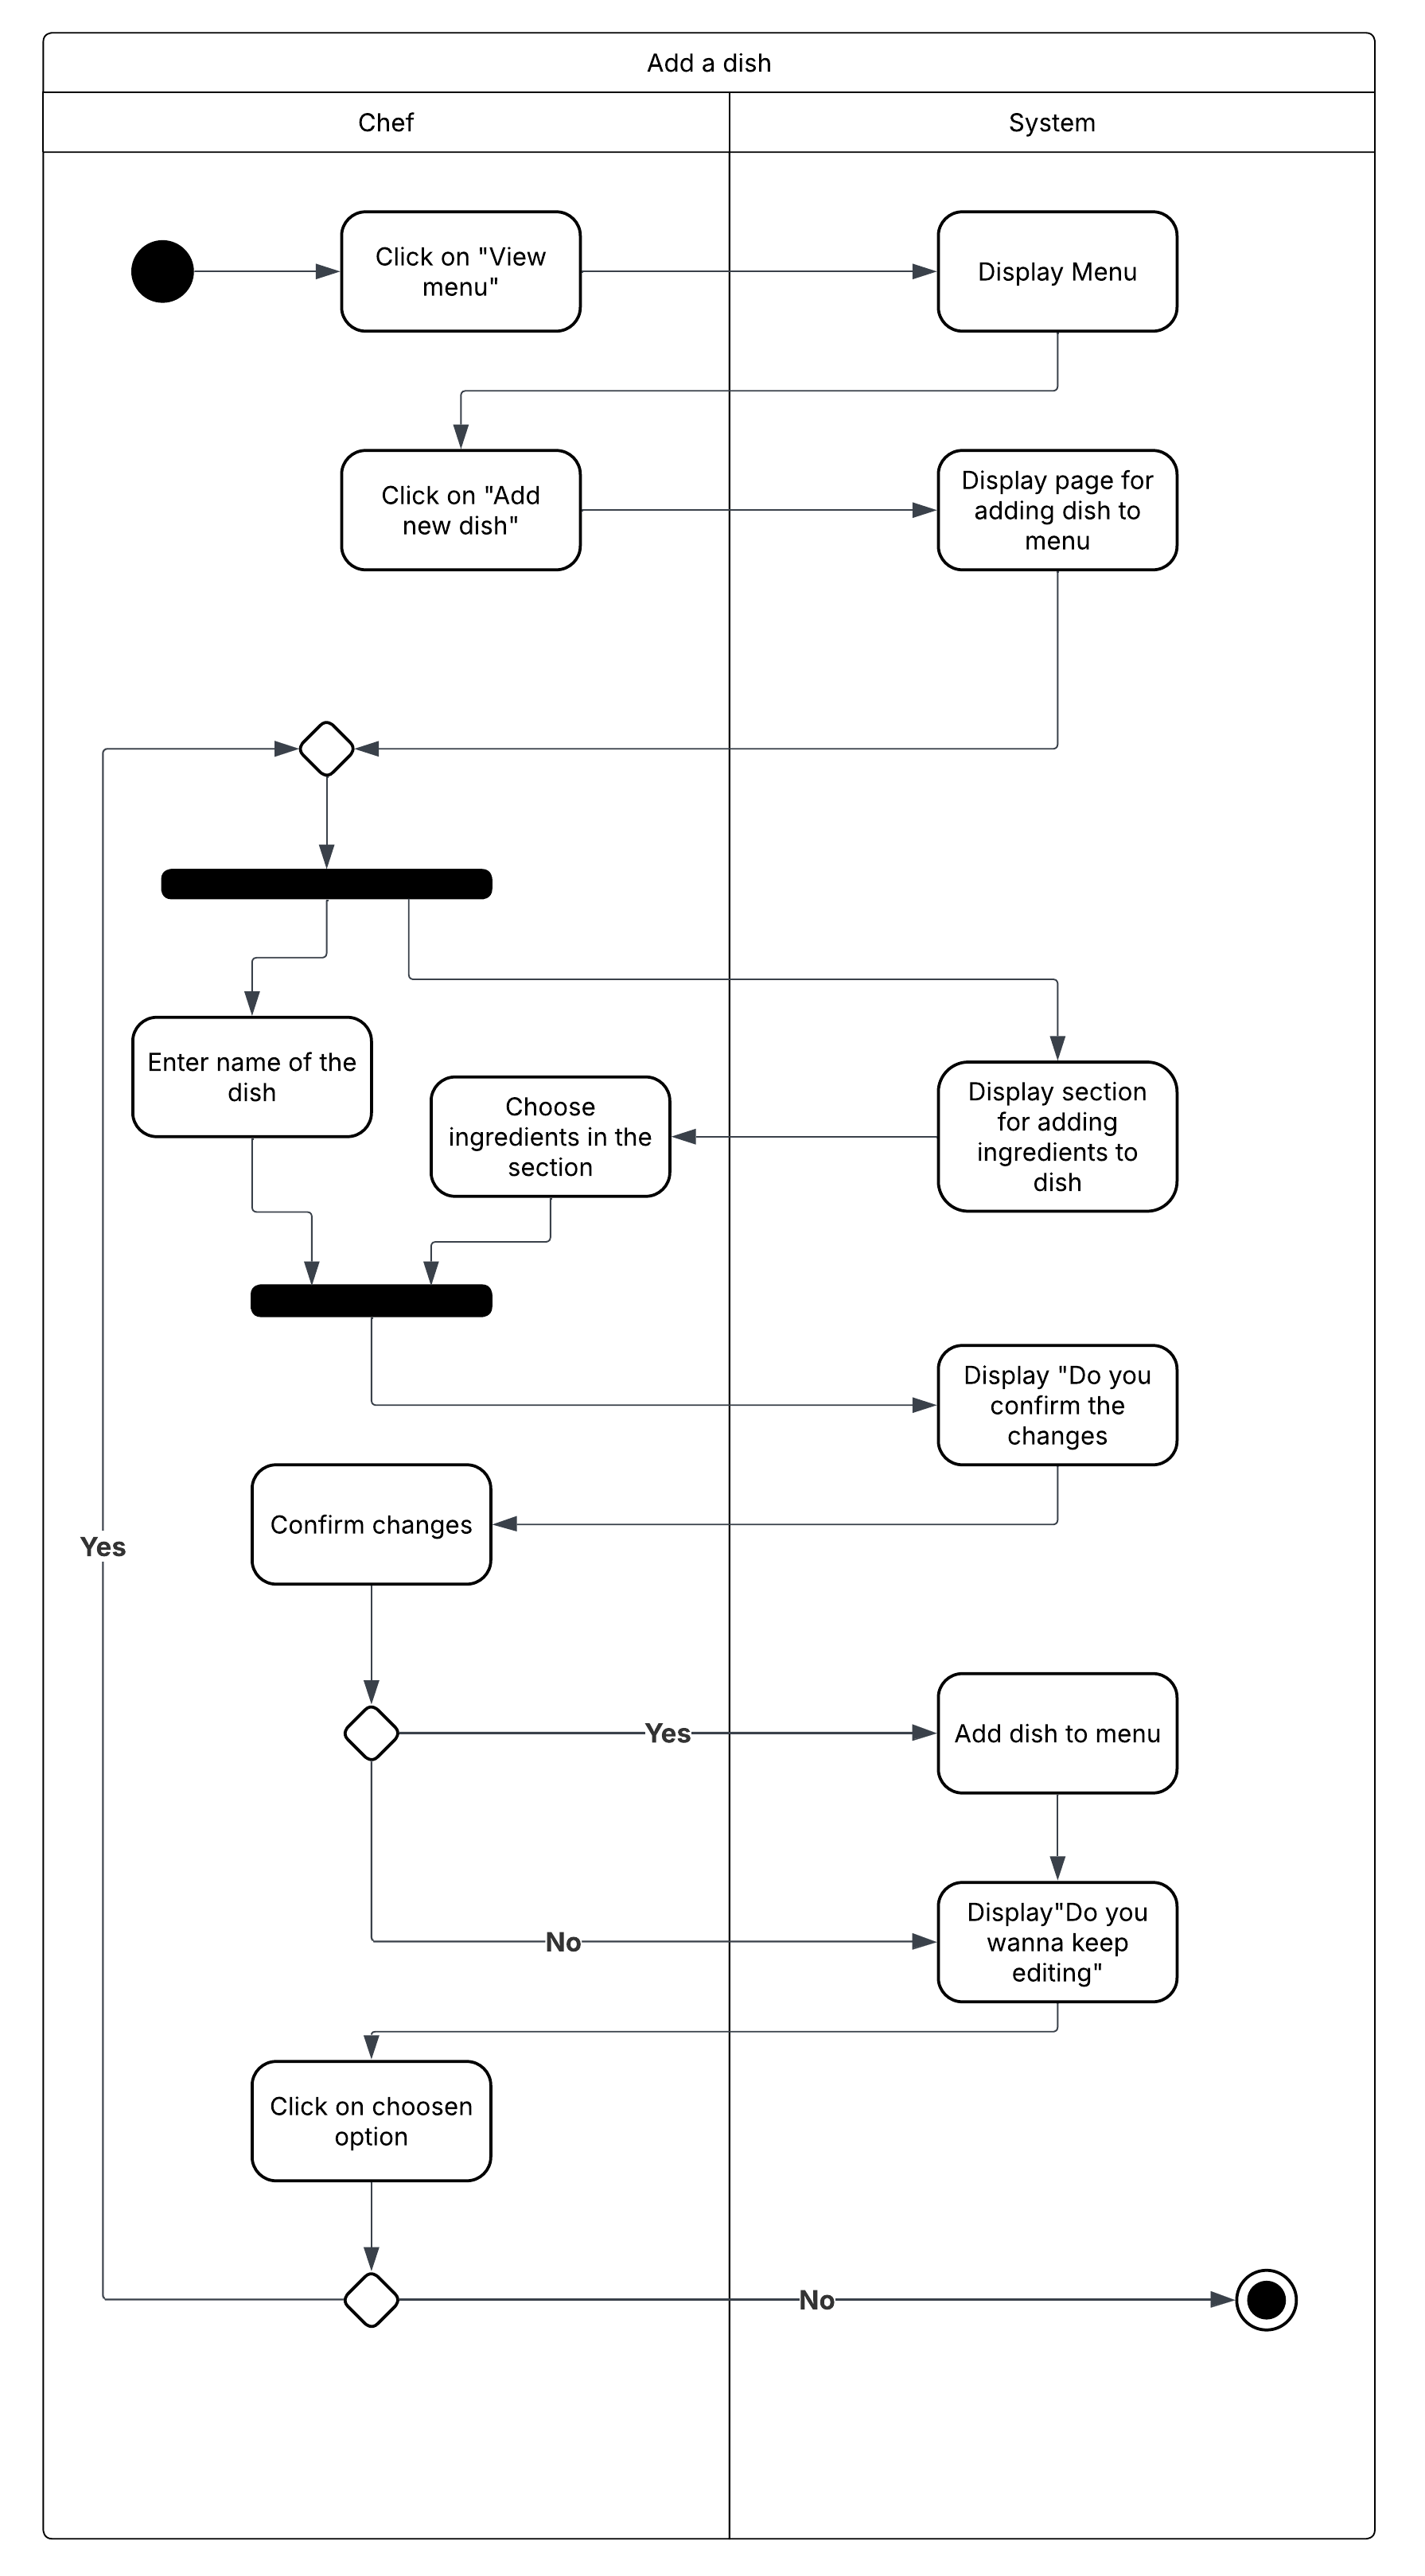 Add a dish
Chef
System
Click on "View
menu"
Display Menu
Click on "Add
new dish"
Display page for
adding dish to
menu
Enter name of the
dish
Choose
ingredients in the
section
Display section
for adding
ingredients to
dish
Display "Do you
confirm the
changes
Confirm changes
Yes
Yes
Add dish to menu
Display"Do you
wanna keep
editing"
No
Click on choosen
option
No